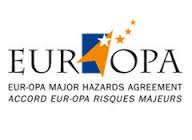 EUR OPA
EUR-OPA MAJOR HAZARDS AGREEMENT
ACCORD EUR-OPA RISQUES MAJEURS